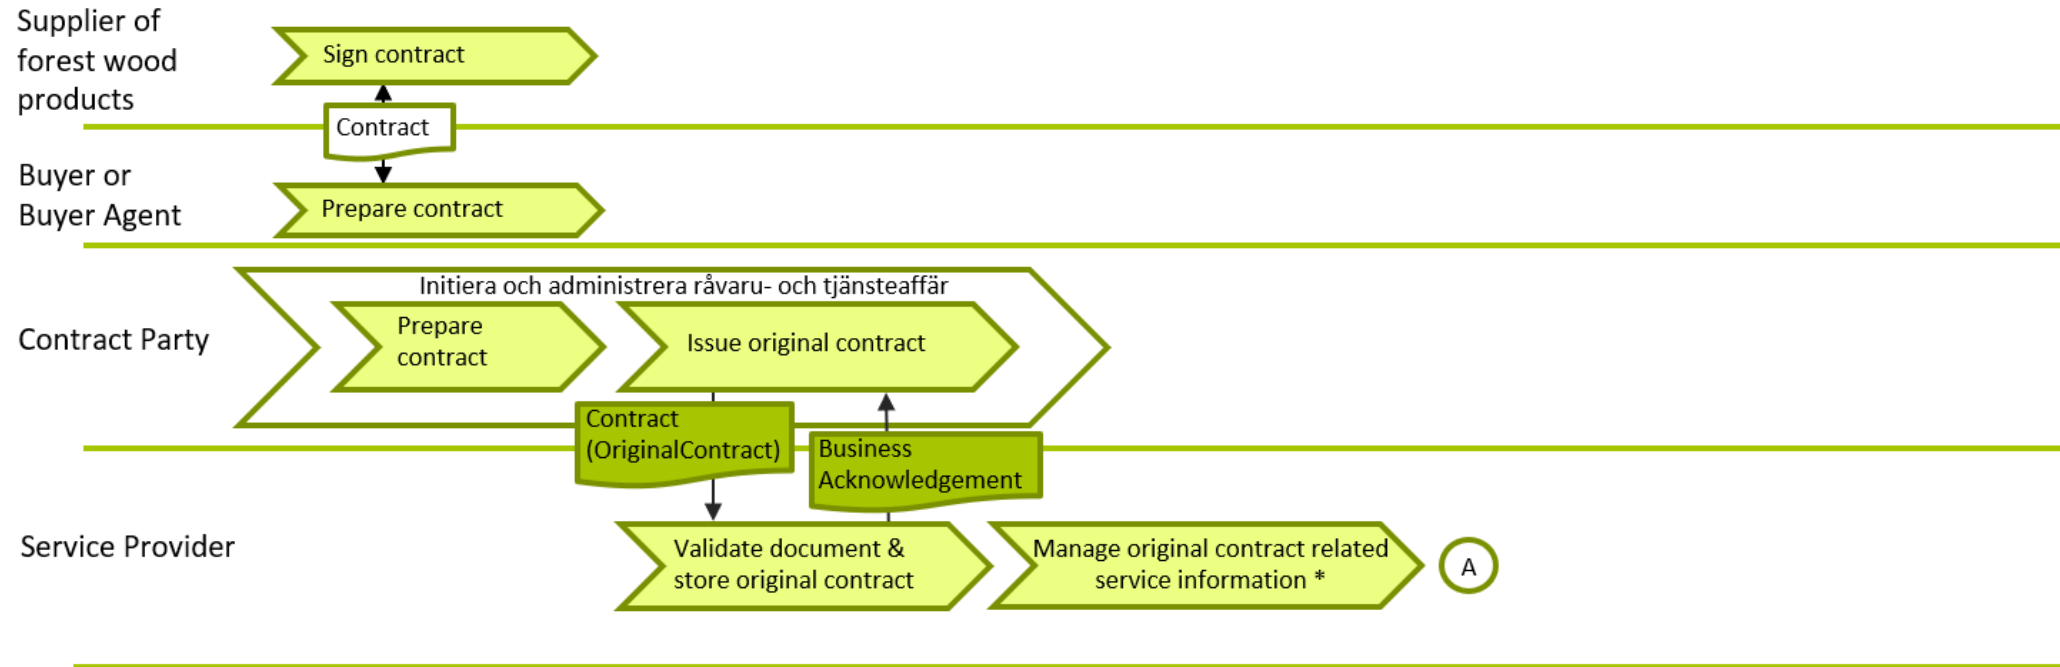 Supplier of
forest wood
products
Sign contract
Contract
Buyer or
Buyer Agent
Prepare contract
Initiera och administrera råvaru- och tjänsteaffär
Contract Party
Prepare
contract
Issue original contract
Contract
(OriginalContract)
Business
Acknowledgement
Service Provider
Validate document &
store original contract
Manage original contract related
service information *
A